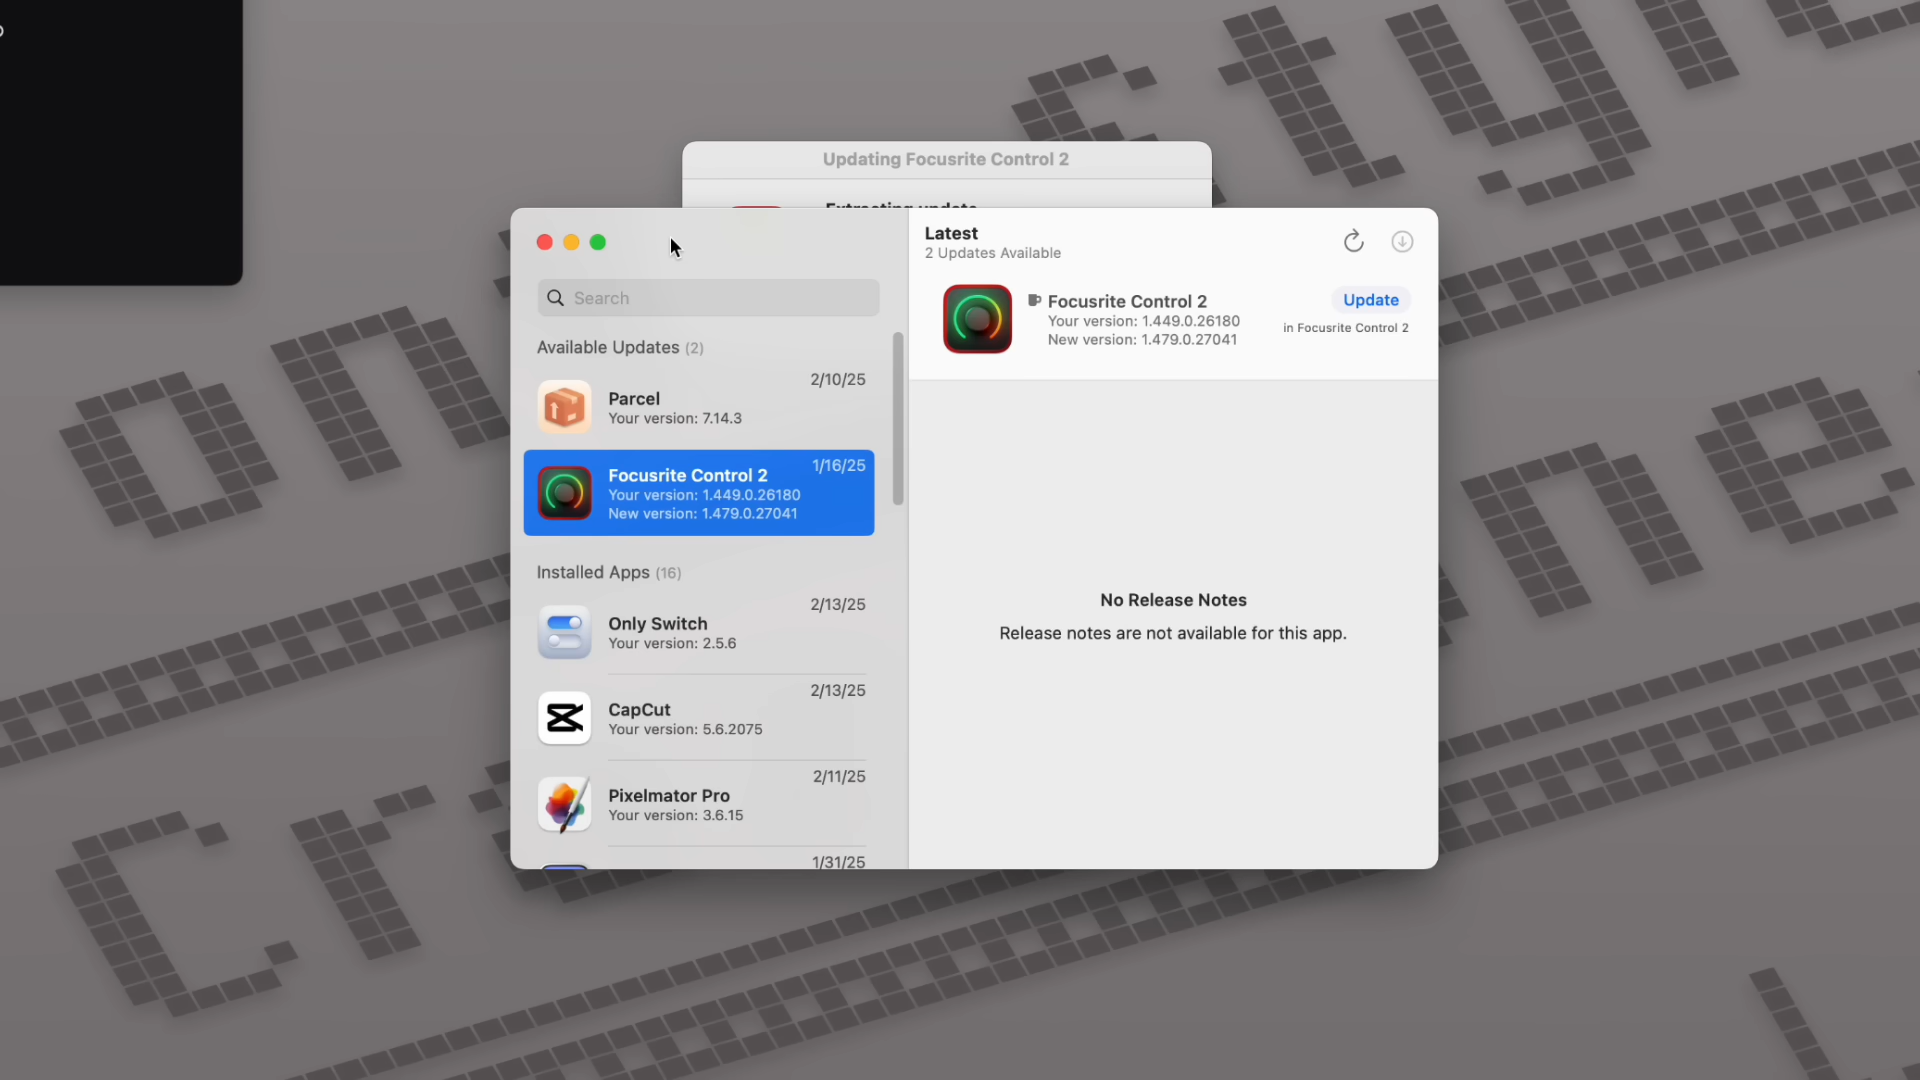 Updating Focusrite Control 2
Extracting update
Latest
2 Updates Available
Search
Focusrite Control 2
Update
Your version: 1.449.0.26180
in Focusrite Control 2
New version: 1.479.0.27041
Available Updates (2)
2/10/25
Parcel
Your version: 7.14.3
1/16/25
Focusrite Control 2
Your version: 1.449.0.26180
New version: 1.479.0.27041
Installed Apps (16)
2/13/25
Only Switch
Your version: 2.5.6
2/13/25
CapCut
Your version: 5.6.2075
2/11/25
Pixelmator Pro
Your version: 3.6.15
1/31/25
No Release Notes
Release notes are not available for this app.